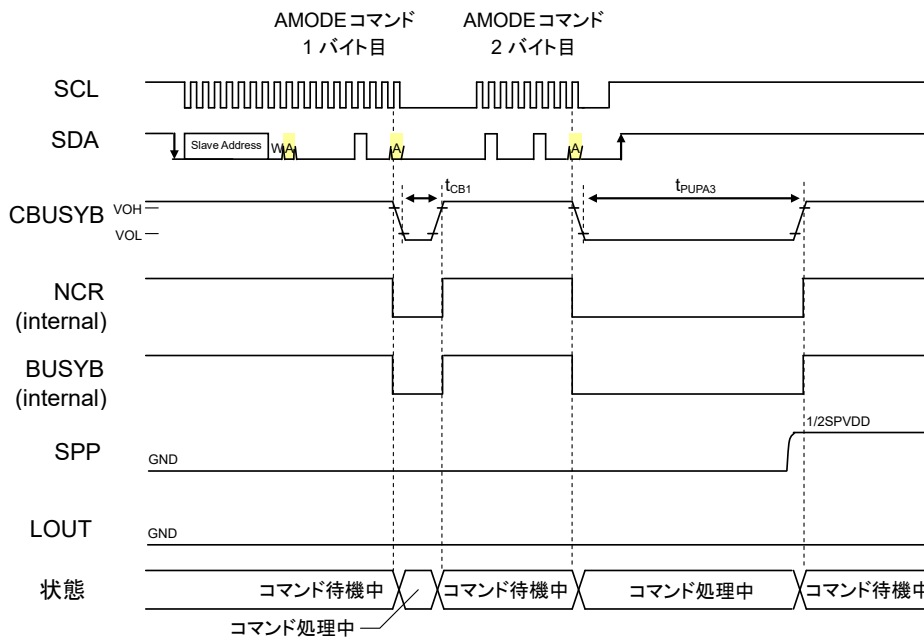 AMODEコマンド
1 バイト目
AMODEコマンド
2 バイト目
SCL
SDA
Slave Address
W
A
A
A
CBUSYB
VOH
VOL
tCB1
tPUPA3
NCR
(internal)
BUSYB
(internal)
SPP
GND
1/2SPVDD
LOUT
GND
状態
コマンド待機中
コマンド待機中
コマンド処理中
コマンド待機中
コマンド処理中